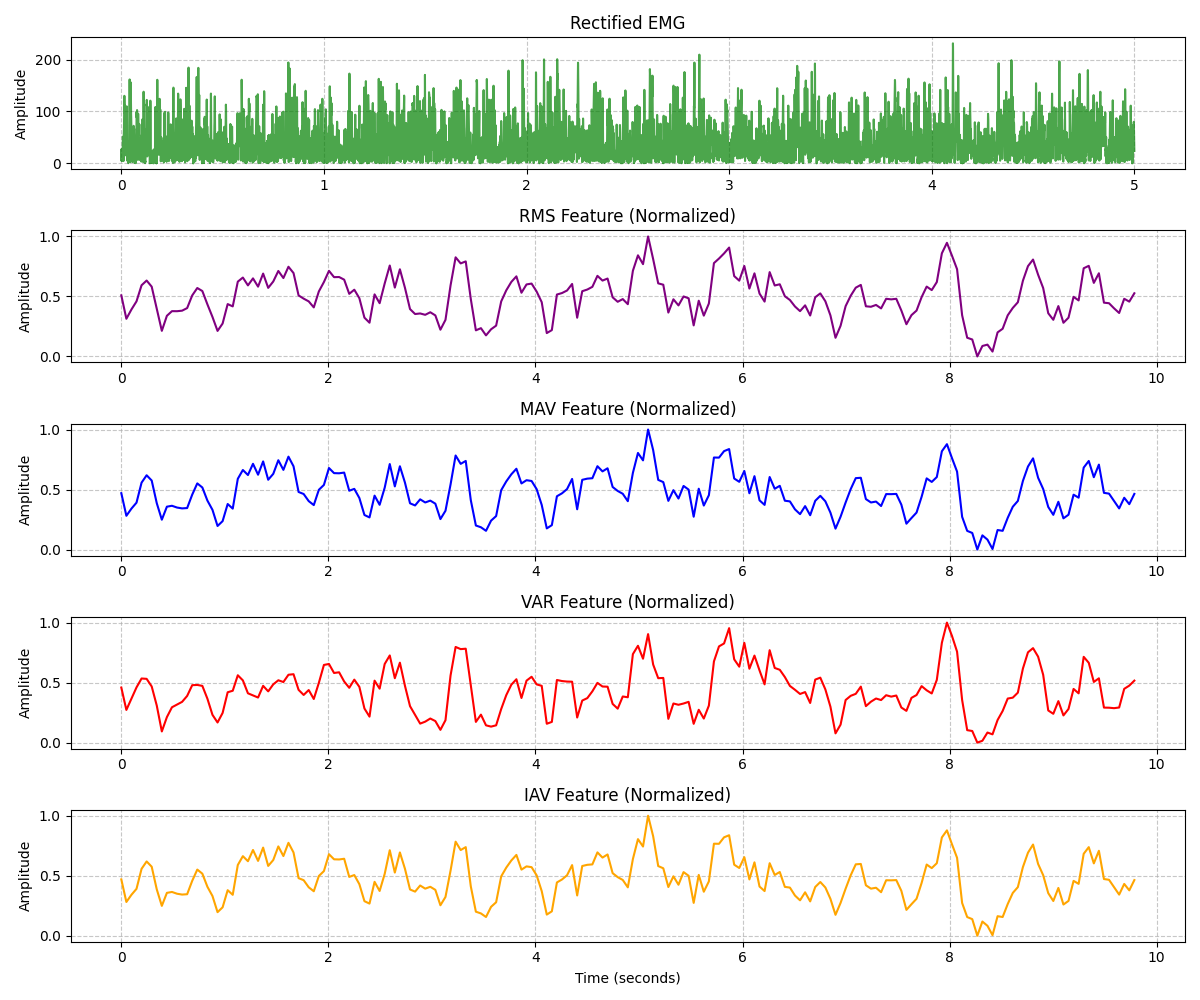 Rectified EMG
Amplitude
200
100
0
0 1 2 3 4 5
RMS Feature (Normalized)
Amplitude
1.0
0.5
0.0
0 2 4 6 8 10
MAV Feature (Normalized)
Amplitude
1.0
0.5
0.0
0 2 4 6 8 10
VAR Feature (Normalized)
Amplitude
1.0
0.5
0.0
0 2 4 6 8 10
IAV Feature (Normalized)
Amplitude
1.0
0.5
0.0
0 2 4 6 8 10
Time (seconds)